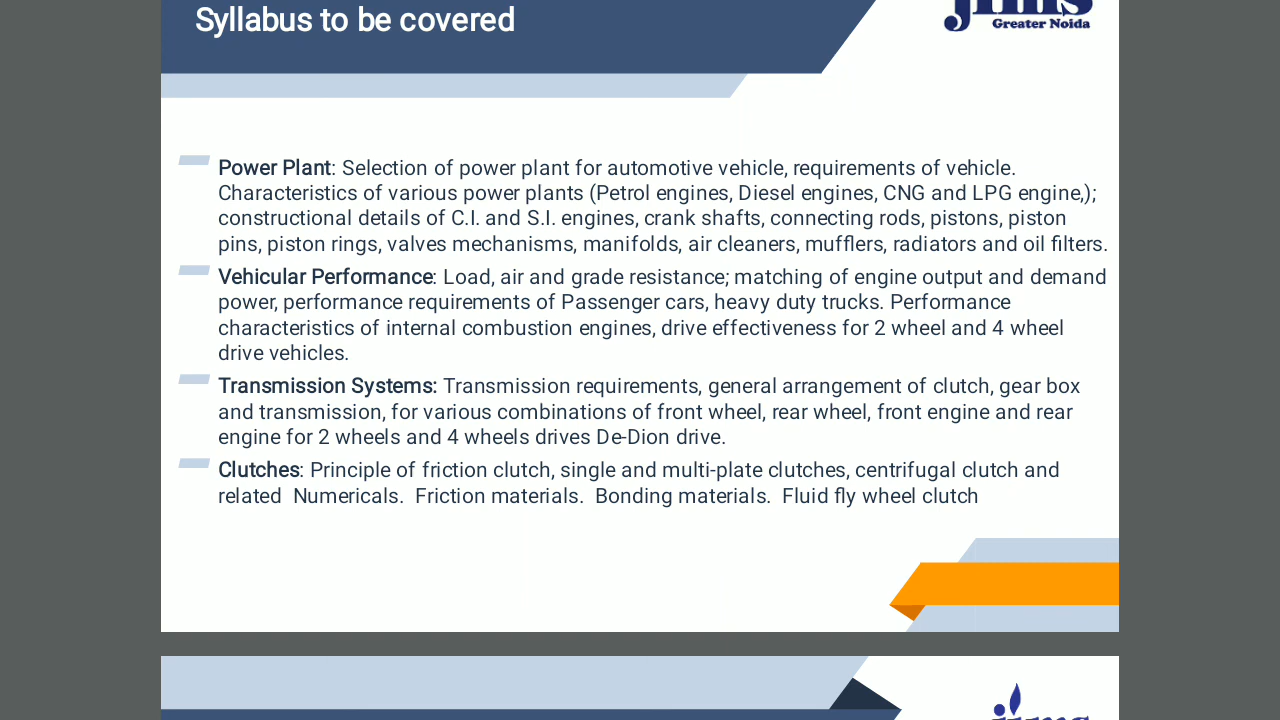 Syllabus to be covered
Greater Noida
Power Plant: Selection of power plant for automotive vehicle, requirements of vehicle.
Characteristics of various power plants (Petrol engines, Diesel engines, CNG and LPG engine,);
constructional details of C.I. and S.I. engines, crank shafts, connecting rods, pistons, piston
pins, piston rings, valves mechanisms, manifolds, air cleaners, mufflers, radiators and oil filters.
Vehicular Performance: Load, air and grade resistance; matching of engine output and demand
power, performance requirements of Passenger cars, heavy duty trucks. Performance
characteristics of internal combustion engines, drive effectiveness for 2 wheel and 4 wheel
drive vehicles.
Transmission Systems: Transmission requirements, general arrangement of clutch, gear box
and transmission, for various combinations of front wheel, rear wheel, front engine and rear
engine for 2 wheels and 4 wheels drives De-Dion drive.
Clutches: Principle of friction clutch, single and multi-plate clutches, centrifugal clutch and
related Numericals. Friction materials. Bonding materials. Fluid fly wheel clutch